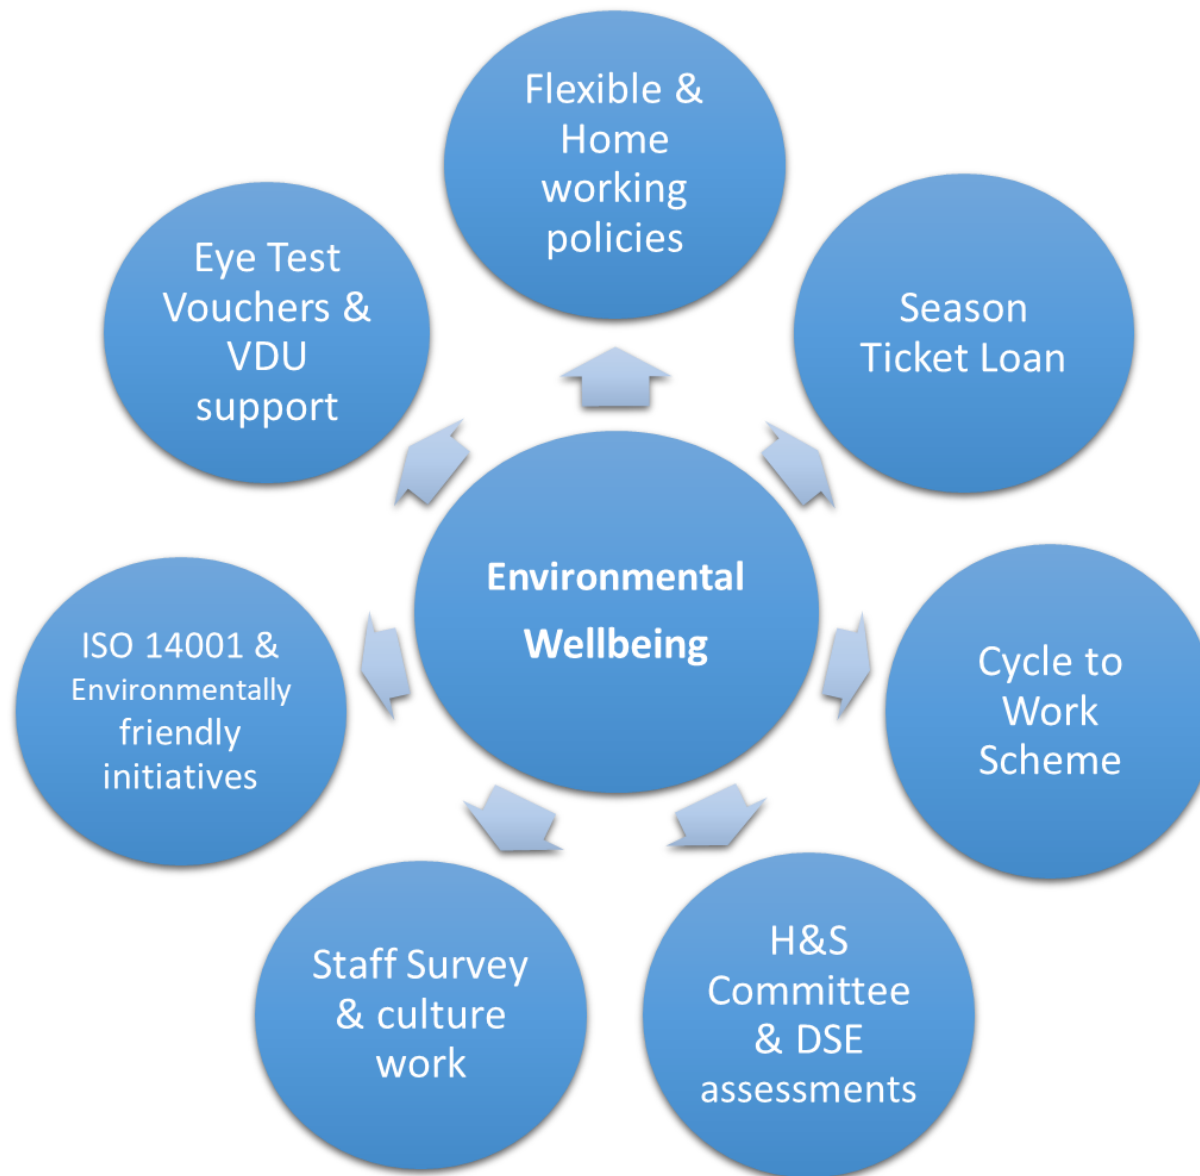 Flexible &
Home
working
policies
Season
Ticket Loan
Cycle to
Work
Scheme
H&S
Committee
& DSE
assessments
Staff Survey
& culture
work
ISO 14001 &
Environmentally
friendly
initiatives
Eye Test
Vouchers &
VDU
support
Environmental
Wellbeing